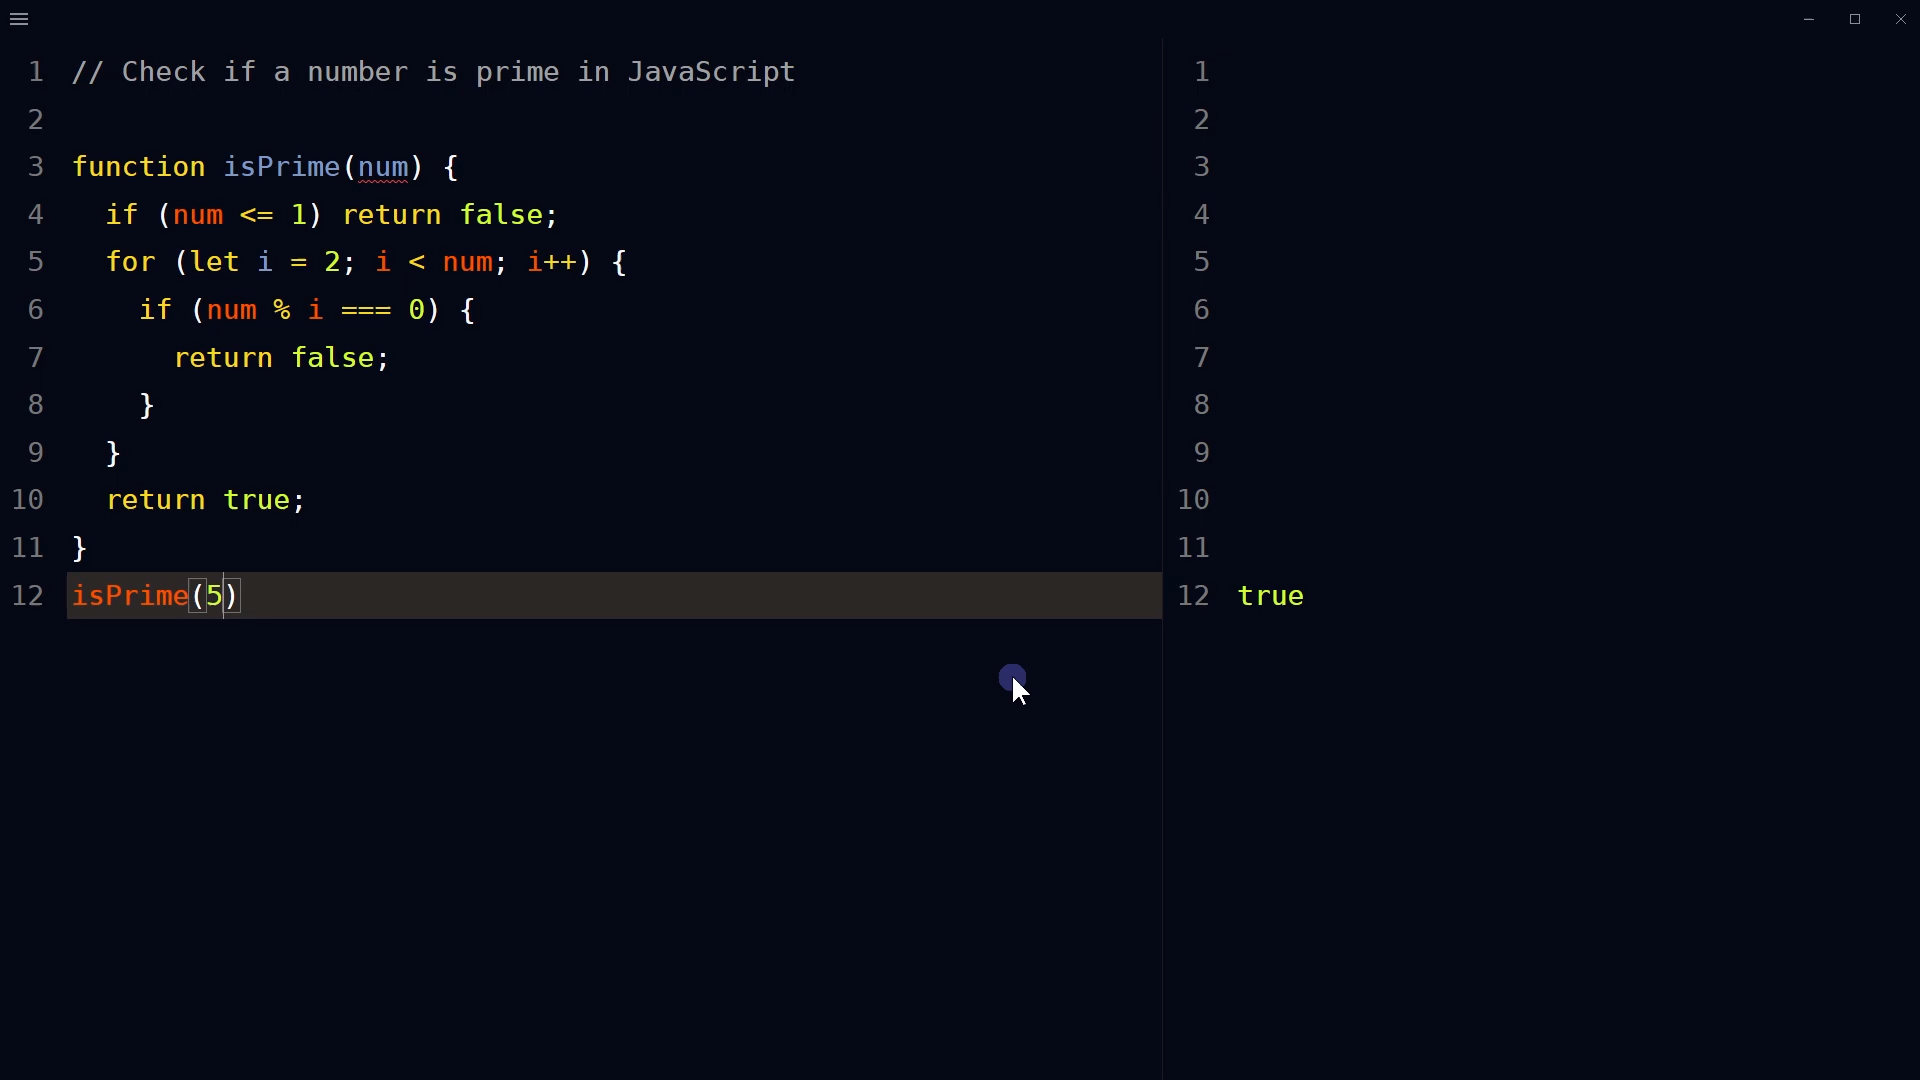 1 // Check if a number is prime in JavaScript
2
3 function isPrime(num) {
4   if (num <= 1) return false;
5   for (let i = 2; i < num; i++) {
6     if (num % i === 0) {
7       return false;
8     }
9   }
10   return true;
11 }
12 isPrime(5)
1
2
3
4
5
6
7
8
9
10
11
12 true